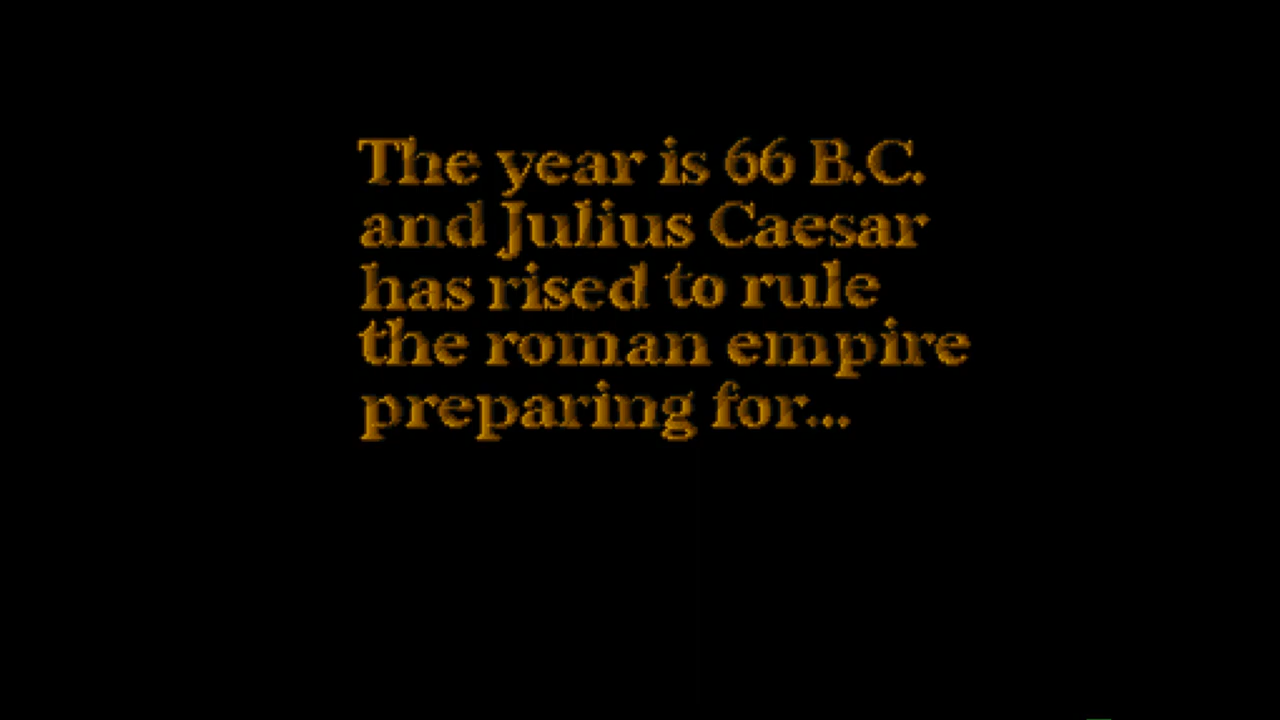 The year is 66 B.C.
and Julius Caesar
has rised to rule
the roman empire
preparing for...